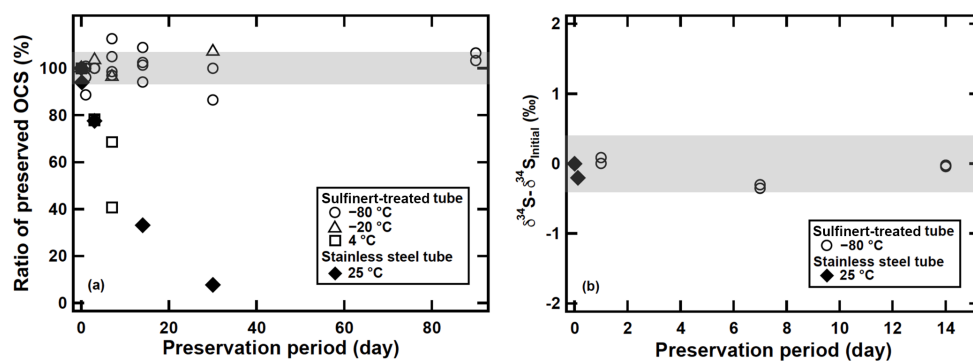 Ratio of preserved OCS (%)
100
80
60
40
20
0
(a)
Sulfinert-treated tube
−80 °C
−20 °C
4 °C
Stainless steel tube
25 °C
0 20 40 60 80
Preservation period (day)
δ34S- δ34SInitial (‰)
2
1
0
-1
-2
(b)
Sulfinert-treated tube
−80 °C
Stainless steel tube
25 °C
0 2 4 6 8 10 12 14
Preservation period (day)